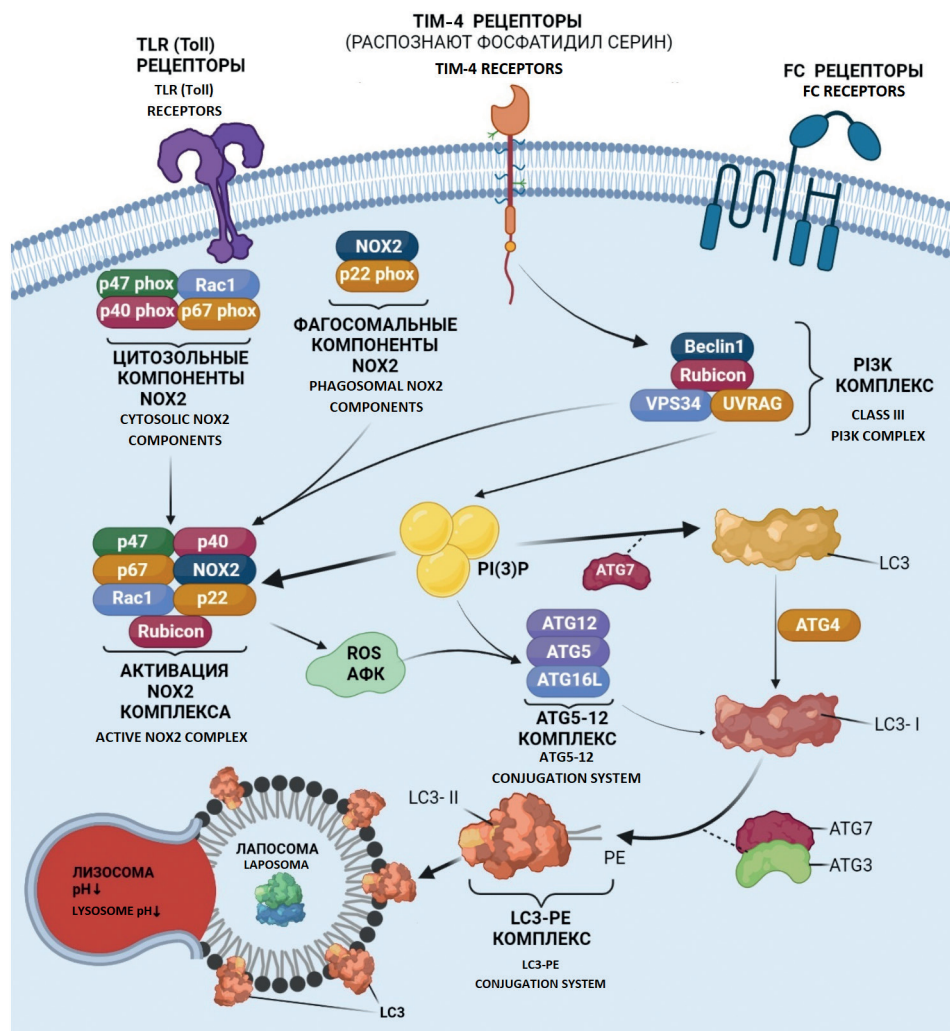 TLR (Toll)
РЕЦЕПТОРЫ
TLR (Toll)
RECEPTORS
TIM-4 РЕЦЕПТОРЫ
(РАСПОЗНАЮТ ФОСФАТИДИЛ СЕРИН)
TIM-4 RECEPTORS
FC РЕЦЕПТОРЫ
FC RECEPTORS
p47 phox
Rac1
p40 phox
p67 phox
ЦИТОЗОЛЬНЫЕ
КОМПОНЕНТЫ
NOX2
CYTOSOLIC NOX2
COMPONENTS
NOX2
p22 phox
ФАГОСОМАЛЬНЫЕ
КОМПОНЕНТЫ
NOX2
PHAGOSOMAL NOX2
COMPONENTS
Beclin1
Rubicon
VPS34
UVRAG
PI3K
КОМПЛЕКС
CLASS III
PI3K COMPLEX
p47
p40
p67
NOX2
Rac1
p22
Rubicon
АКТИВАЦИЯ
NOX2
КОМПЛЕКСА
ACTIVE NOX2 COMPLEX
PI(3)P
ATG7
LC3
ATG4
ROS
АФК
ATG12
ATG5
ATG16L
ATG5-12
КОМПЛЕКС
ATG5-12
CONJUGATION SYSTEM
LC3- I
ATG7
ATG3
LC3- II
PE
LC3-PE
КОМПЛЕКС
LC3-PE
CONJUGATION SYSTEM
ЛАПОСОМА
LAPOSOMA
ЛИЗОСОМА
pH↓
LYSOSOME pH↓
LC3